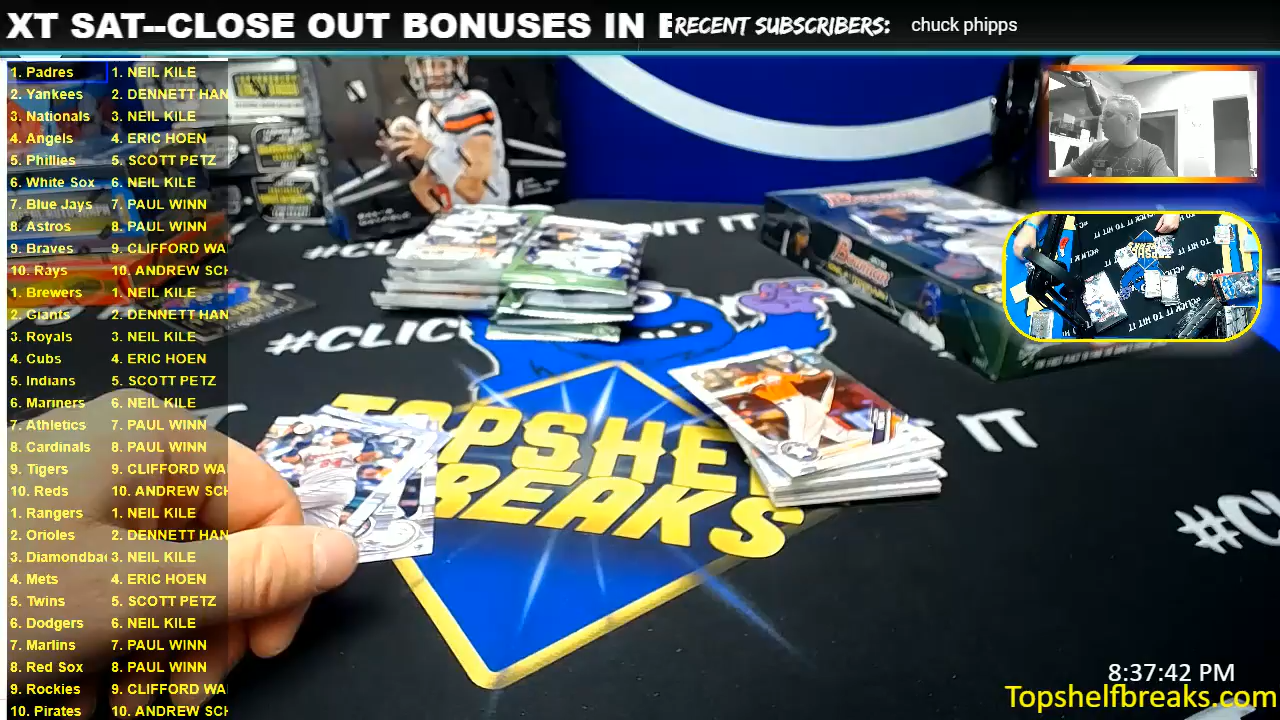 XT SAT--CLOSE OUT BONUSES IN
RECENT SUBSCRIBERS: chuck phipps
1. Padres 1. NEIL KILE
2. Yankees 2. DENNETT HAN
3. Nationals 3. NEIL KILE
4. Angels 4. ERIC HOEN
5. Phillies 5. SCOTT PETZ
6. White Sox 6. NEIL KILE
7. Blue Jays 7. PAUL WINN
8. Astros 8. PAUL WINN
9. Braves 9. CLIFFORD WA
10. Rays 10. ANDREW SCH
1. Brewers 1. NEIL KILE
2. Giants 2. DENNETT HAN
3. Royals 3. NEIL KILE
4. Cubs 4. ERIC HOEN
5. Indians 5. SCOTT PETZ
6. Mariners 6. NEIL KILE
7. Athletics 7. PAUL WINN
8. Cardinals 8. PAUL WINN
9. Tigers 9. CLIFFORD WA
10. Reds 10. ANDREW SCH
1. Rangers 1. NEIL KILE
2. Orioles 2. DENNETT HAN
3. Diamondba 3. NEIL KILE
4. Mets 4. ERIC HOEN
5. Twins 5. SCOTT PETZ
6. Dodgers 6. NEIL KILE
7. Marlins 7. PAUL WINN
8. Red Sox 8. PAUL WINN
9. Rockies 9. CLIFFORD WA
10. Pirates 10. ANDREW SCH
Bowman
#CLIC
IT
TOPSHE
BREAKS
#C
8:37:42 PM
Topshelfbreaks.com